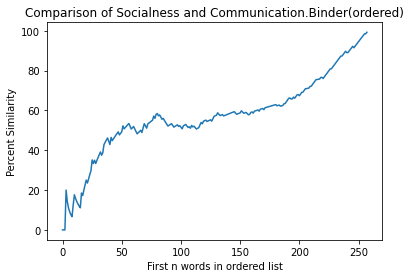 Comparison of Socialness and Communication.Binder(ordered)
Percent Similarity
100
80
60
40
20
0
0 50 100 150 200 250
First n words in ordered list